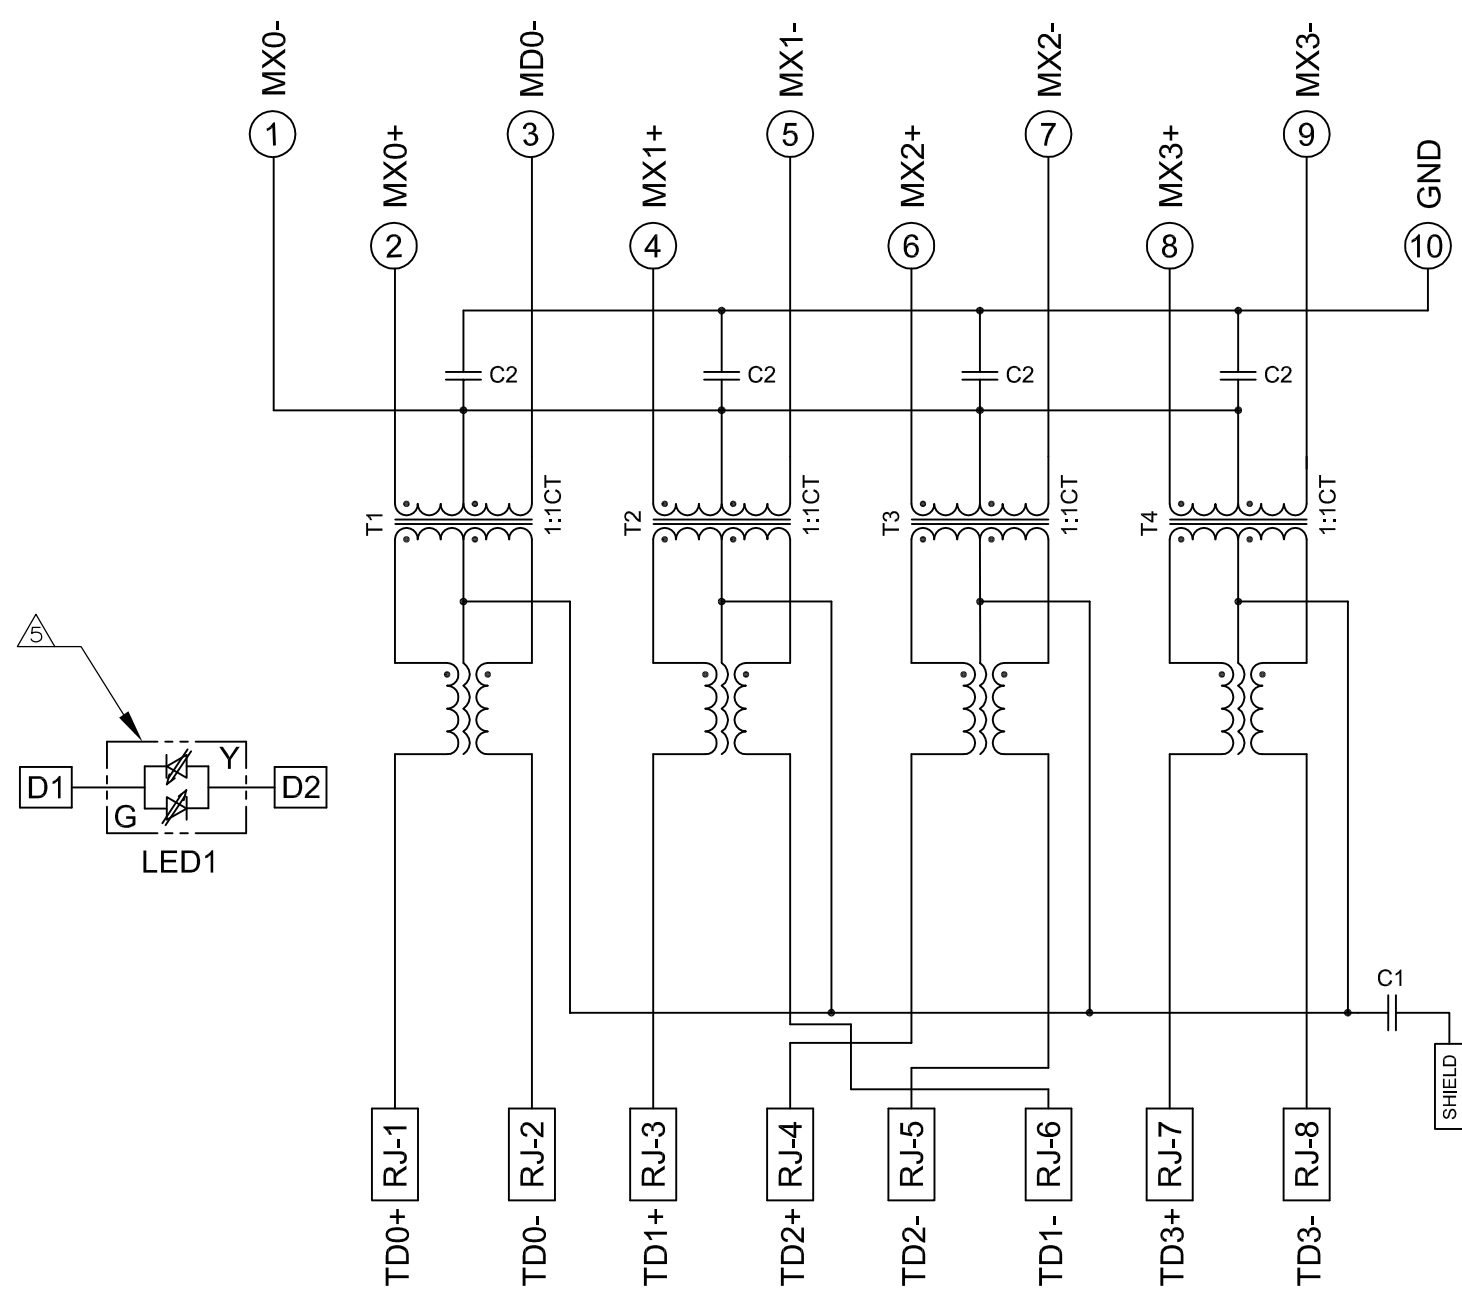 MX0-
MD0-
MX1-
MX2-
MX3-
1
3
5
7
9
MX0+
MX1+
MX2+
MX3+
GND
2
4
6
8
10
C2
C2
C2
C2
T1
1:1CT
T2
1:1CT
T3
1:1CT
T4
1:1CT
5
Y
D1
D2
G
LED1
C1
SHIELD
RJ-1
RJ-2
RJ-3
RJ-4
RJ-5
RJ-6
RJ-7
RJ-8
TD0+
TD0-
TD1+
TD2+
TD2-
TD1-
TD3+
TD3-